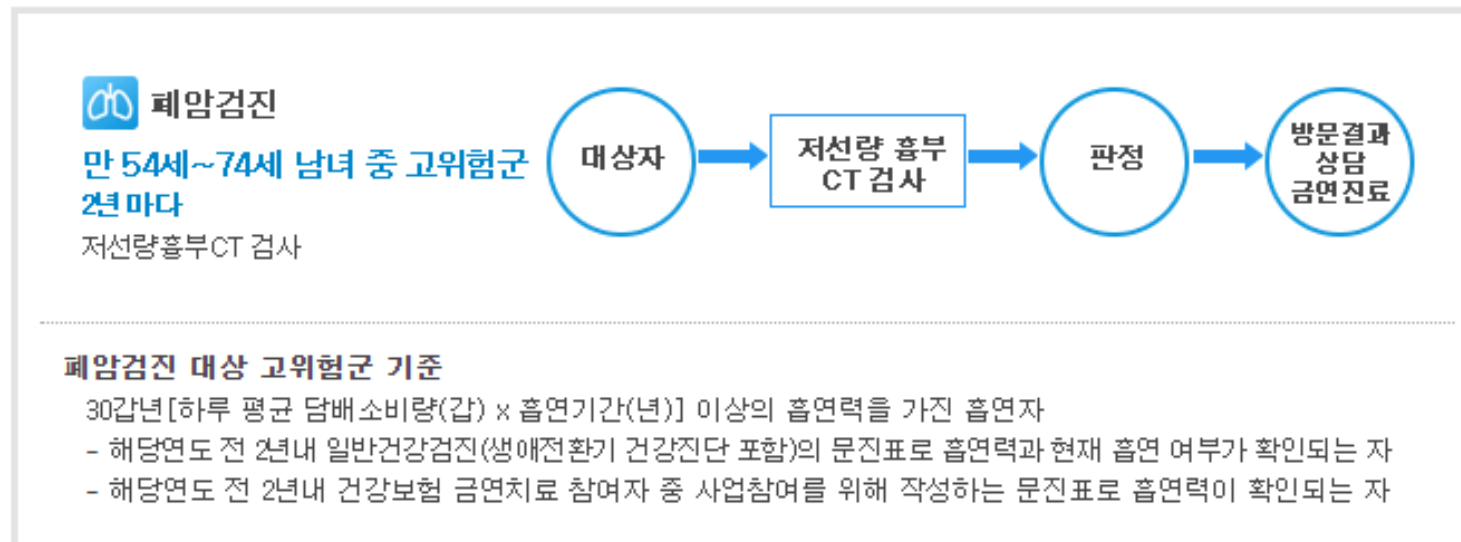 폐암검진
만 54세~74세 남녀 중 고위험군
2년 마다
저선량흉부CT 검사
대상자
저선량 흉부
CT 검사
판정
방문결과
상담
금연진료
폐암검진 대상 고위험군 기준
30갑년[하루 평균 담배소비량(갑) x 흡연기간(년)] 이상의 흡연력을 가진 흡연자
- 해당연도 전 2년내 일반건강검진(생애전환기 건강진단 포함)의 문진표로 흡연력과 현재 흡연 여부가 확인되는 자
- 해당연도 전 2년내 건강보험 금연치료 참여자 중 사업참여를 위해 작성하는 문진표로 흡연력이 확인되는 자